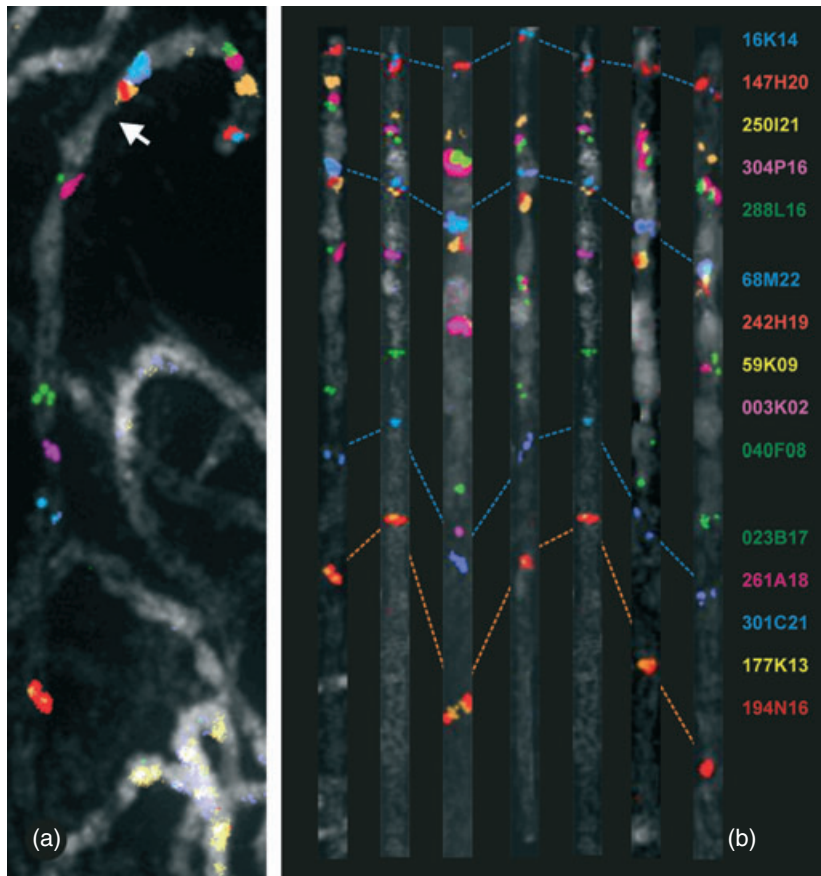 16K14
147H20
250I21
304P16
288L16
68M22
242H19
59K09
003K02
040F08
023B17
261A18
301C21
177K13
194N16
(a)
(b)